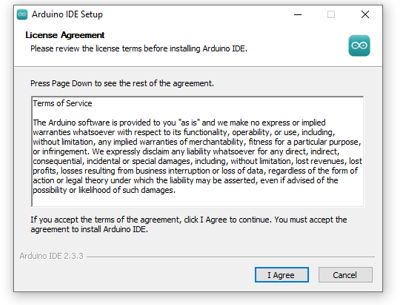 Arduino IDE Setup
License Agreement
Please review the license terms before installing Arduino IDE.
Press Page Down to see the rest of the agreement.
Terms of Service
The Arduino software is provided to you "as is" and we make no express or implied
warranties whatsoever with respect to its functionality, operability, or use, including,
without limitation, any implied warranties of merchantability, fitness for a particular purpose,
or infringement. We expressly disclaim any liability whatsoever for any direct, indirect,
consequential, incidental or special damages, including, without limitation, lost revenues, lost
profits, losses resulting from business interruption or loss of data, regardless of the form of
action or legal theory under which the liability may be asserted, even if advised of the
possibility or likelihood of such damages.
If you accept the terms of the agreement, click I Agree to continue. You must accept the
agreement to install Arduino IDE.
Arduino IDE 2.3.3
I Agree
Cancel